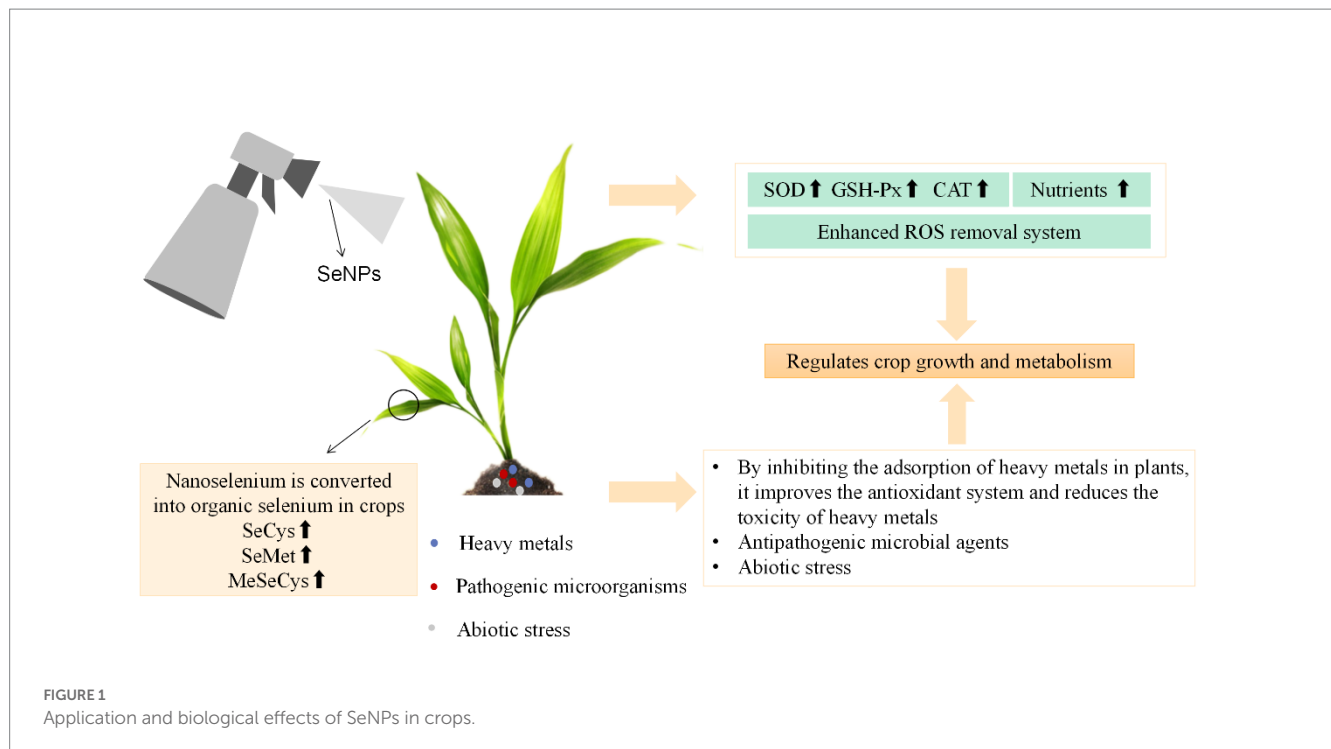 SeNPs
SOD⬆ GSH-Px⬆ CAT⬆
Nutrients ⬆
Enhanced ROS removal system
Regulates crop growth and metabolism
Nanoselenium is converted
into organic selenium in crops
SeCys⬆
SeMet⬆
MeSeCys⬆
Heavy metals
Pathogenic microorganisms
Abiotic stress
• By inhibiting the adsorption of heavy metals in plants,
it improves the antioxidant system and reduces the
toxicity of heavy metals
• Antipathogenic microbial agents
• Abiotic stress
FIGURE 1
Application and biological effects of SeNPs in crops.